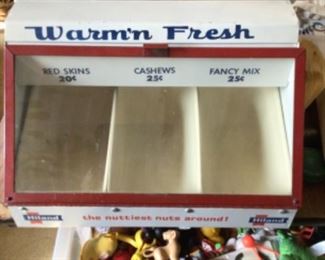 Warm'n Fresh
RED SKINS CASHEWS FANCY MIX
20¢ 25¢ 25¢
Hiland the nuttiest nuts around! Hiland